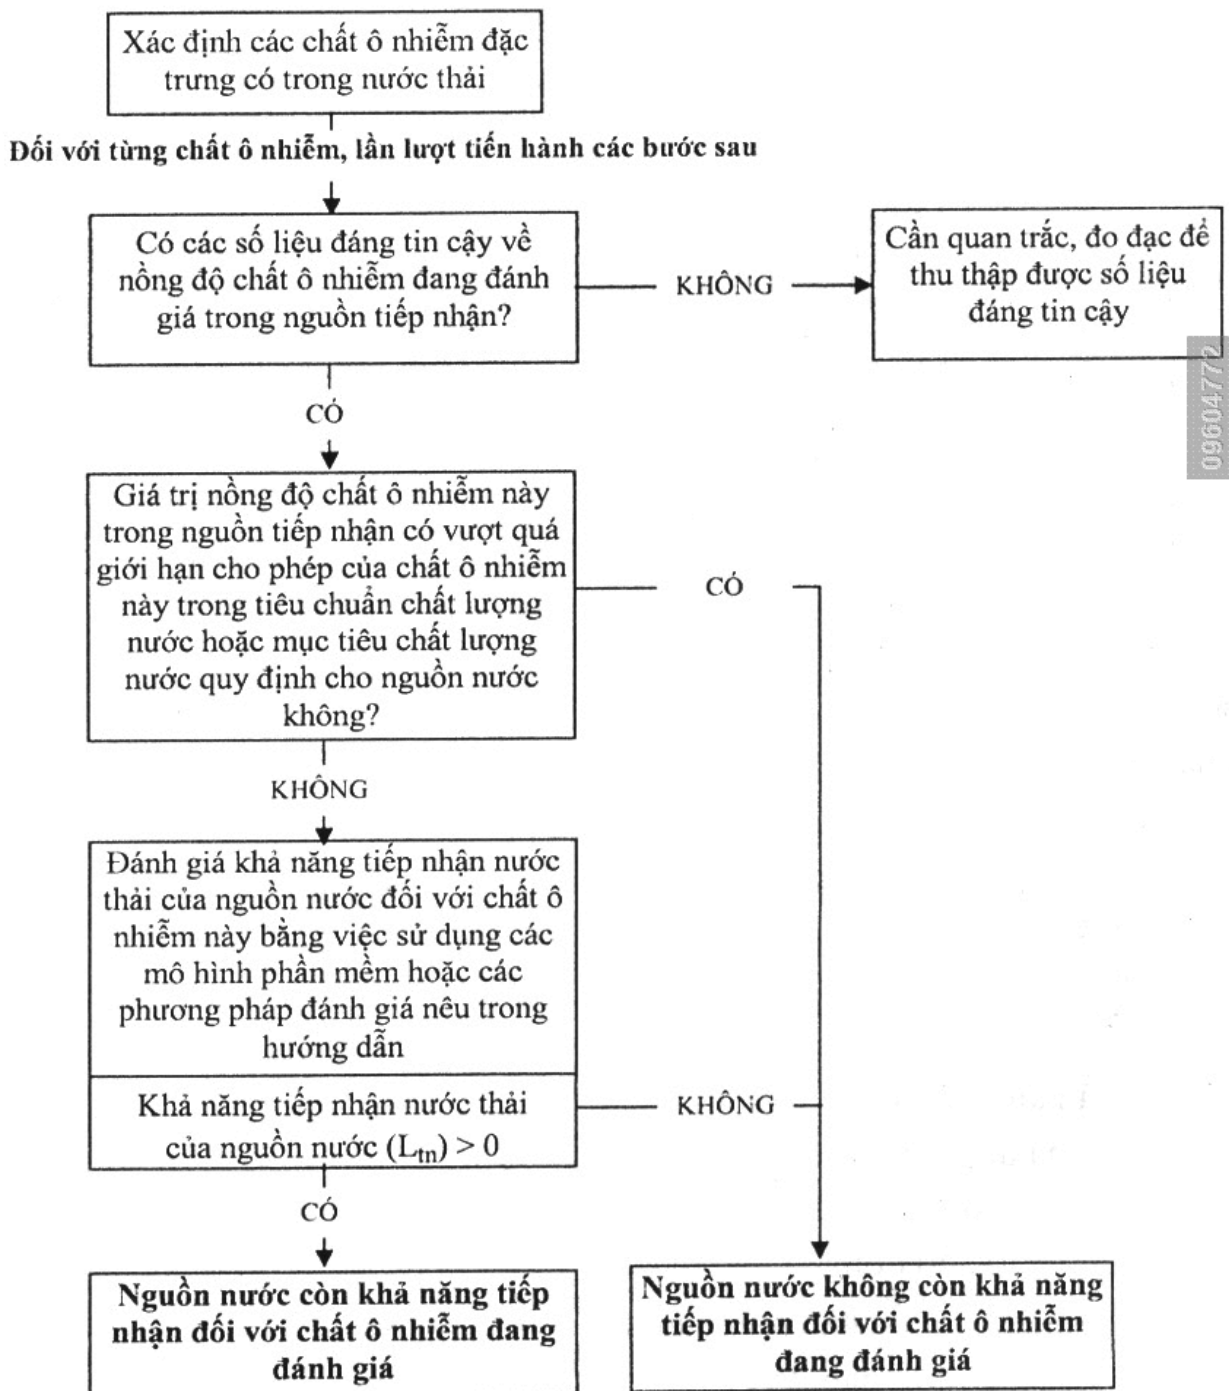 Xác định các chất ô nhiễm đặc
trưng có trong nước thải
Đối với từng chất ô nhiễm, lần lượt tiến hành các bước sau
Có các số liệu đáng tin cậy về
nồng độ chất ô nhiễm đang đánh
giá trong nguồn tiếp nhận?
KHÔNG
Cần quan trắc, đo đạc để
thu thập được số liệu
đáng tin cậy
09604772
CÓ
Giá trị nồng độ chất ô nhiễm này
trong nguồn tiếp nhận có vượt quá
giới hạn cho phép của chất ô nhiễm
này trong tiêu chuẩn chất lượng
nước hoặc mục tiêu chất lượng
nước quy định cho nguồn nước
không?
CÓ
KHÔNG
Đánh giá khả năng tiếp nhận nước
thải của nguồn nước đối với chất ô
nhiễm này bằng việc sử dụng các
mô hình phần mềm hoặc các
phương pháp đánh giá nêu trong
hướng dẫn
Khả năng tiếp nhận nước thải
của nguồn nước (Ltn) > 0
KHÔNG
CÓ
Nguồn nước còn khả năng tiếp
nhận đối với chất ô nhiễm đang
đánh giá
Nguồn nước không còn khả năng
tiếp nhận đối với chất ô nhiễm
đang đánh giá